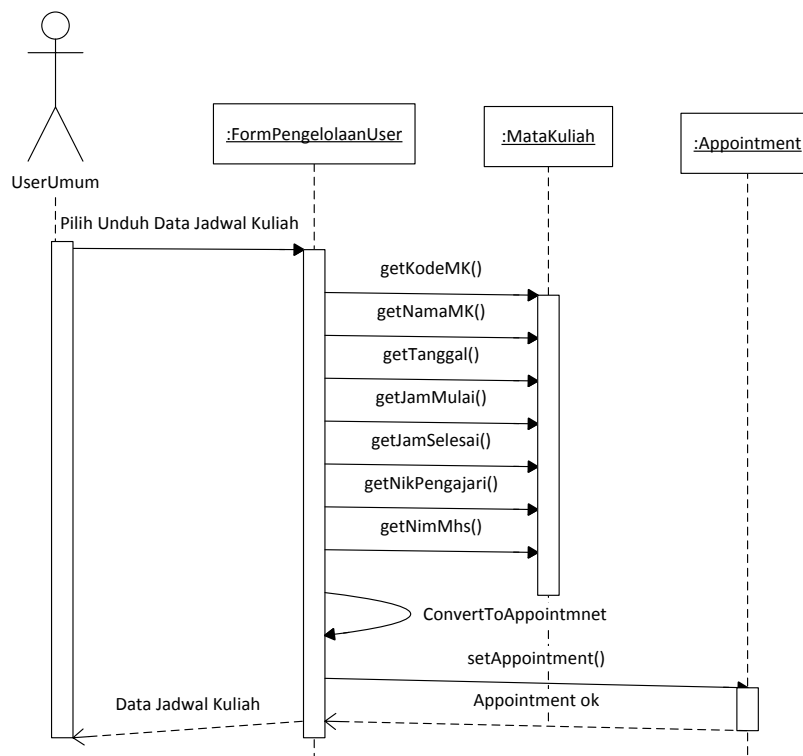 :FormPengelolaanUser
:MataKuliah
:Appointment
UserUmum
Pilih Unduh Data Jadwal Kuliah
getKodeMK()
getNamaMK()
getTanggal()
getJamMulai()
getJamSelesai()
getNikPengajari()
getNimMhs()
ConvertToAppointmnet
setAppointment()
Data Jadwal Kuliah
Appointment ok